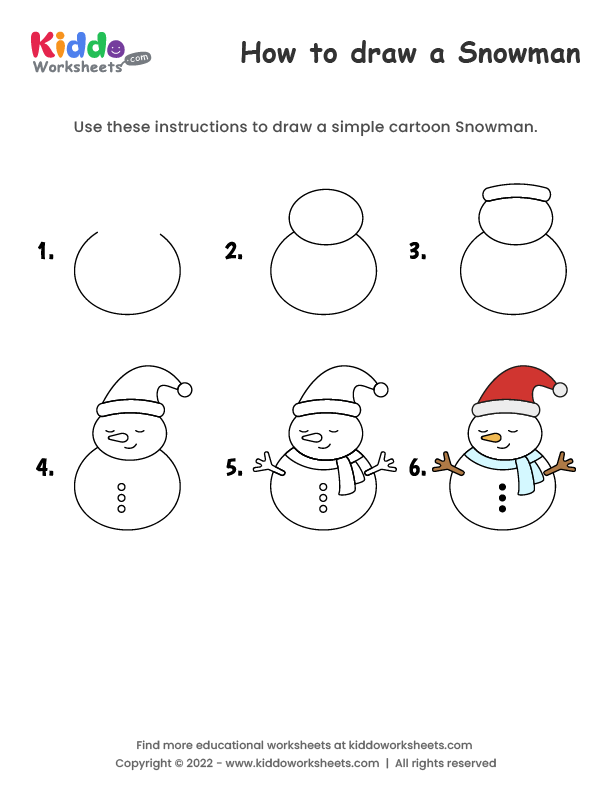 Kiddo
Worksheets.com
How to draw a Snowman
Use these instructions to draw a simple cartoon Snowman.
1.
2.
3.
4.
5.
6.
Find more educational worksheets at kiddoworksheets.com
Copyright © 2022 - www.kiddoworksheets.com | All rights reserved